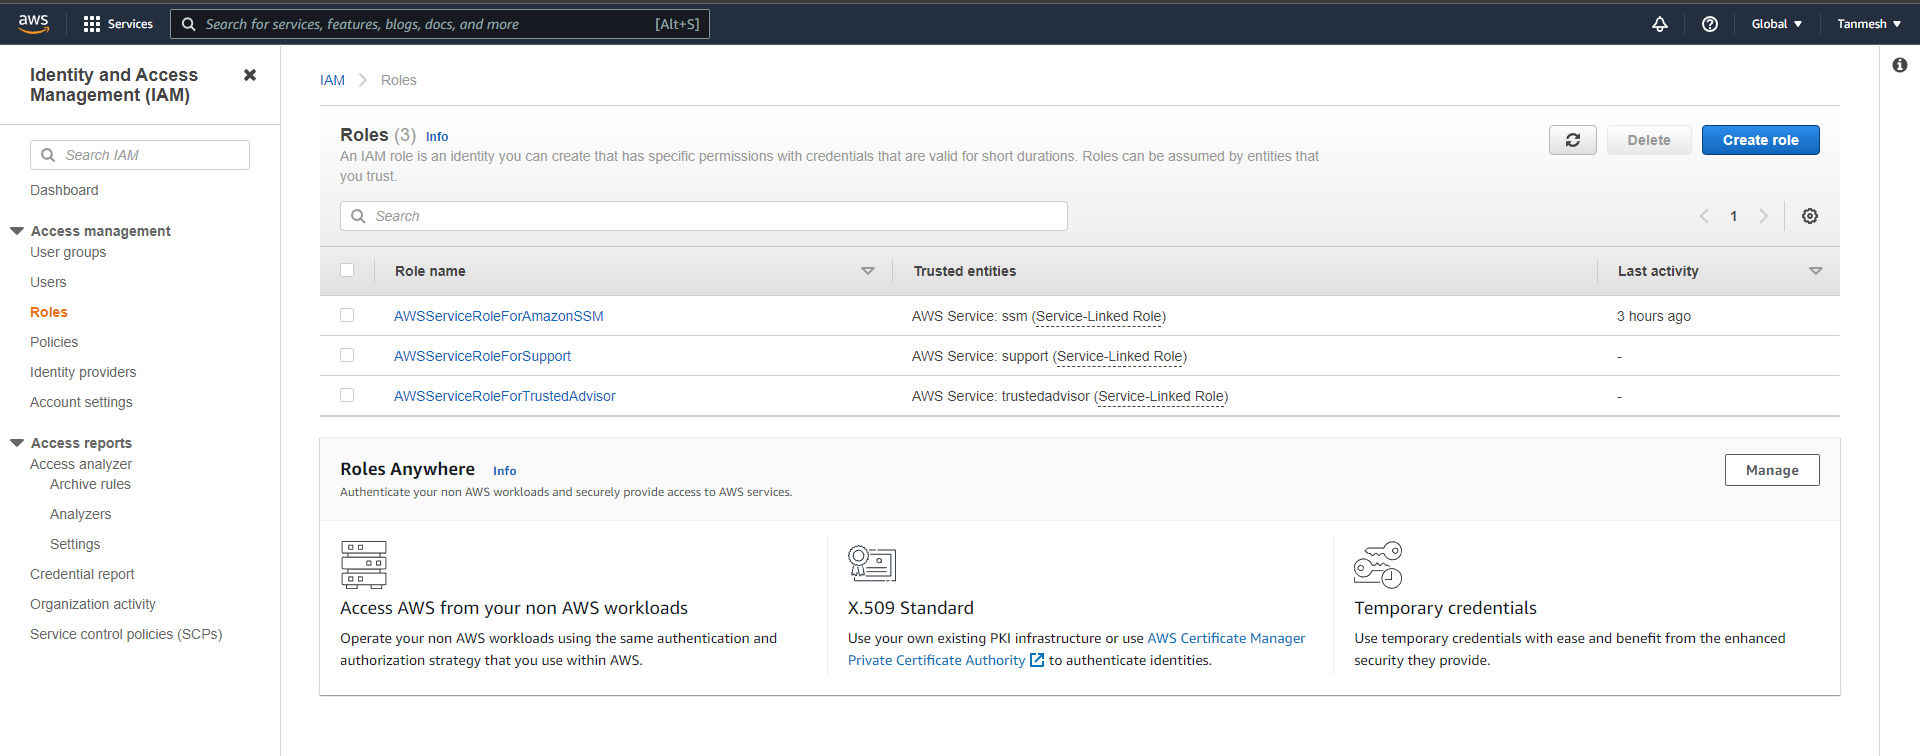 aws
Services
Search for services, features, blogs, docs, and more [Alt+S]
Global
Tanmesh
Identity and Access
Management (IAM)
Search IAM
Dashboard
Access management
User groups
Users
Roles
Policies
Identity providers
Account settings
Access reports
Access analyzer
Archive rules
Analyzers
Settings
Credential report
Organization activity
Service control policies (SCPs)
IAM Roles
Roles (3) Info
An IAM role is an identity you can create that has specific permissions with credentials that are valid for short durations. Roles can be assumed by entities that
you trust.
Delete
Create role
Search
1
Role name Trusted entities Last activity
AWSServiceRoleForAmazonSSM AWS Service: ssm (Service-Linked Role) 3 hours ago
AWSServiceRoleForSupport AWS Service: support (Service-Linked Role) -
AWSServiceRoleForTrustedAdvisor AWS Service: trustedadvisor (Service-Linked Role) -
Roles Anywhere Info
Authenticate your non AWS workloads and securely provide access to AWS services.
Manage
Access AWS from your non AWS workloads
Operate your non AWS workloads using the same authentication and
authorization strategy that you use within AWS.
X.509 Standard
Use your own existing PKI infrastructure or use AWS Certificate Manager
Private Certificate Authority to authenticate identities.
Temporary credentials
Use temporary credentials with ease and benefit from the enhanced
security they provide.